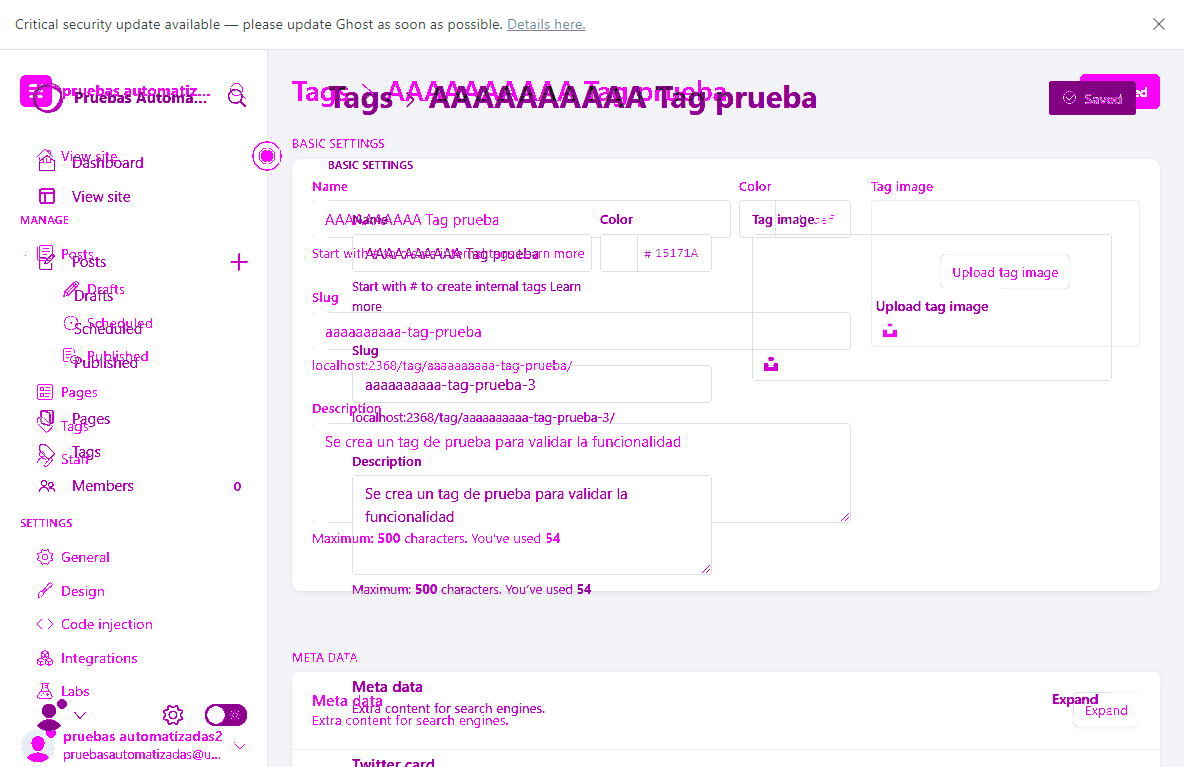 Critical security update available — please update Ghost as soon as possible. Details here.
pruebas automatiz...
Pruebas Automa...
Tags > AAAAAAAAAA Tag prueba
Tags > AAAAAAAAAA Tag prueba
Saved
View site
Dashboard
View site
MANAGE
Posts
Posts
Drafts
Drafts
Scheduled
Scheduled
Published
Published
Pages
Pages
Tags
Tags
Staff
Members 0
SETTINGS
General
Design
Code injection
Integrations
Labs
pruebas automatizadas2
pruebasautomatizadas@u...
BASIC SETTINGS
BASIC SETTINGS
Name
Color
Tag image
AAAAAAAAAA Tag prueba
Name
Color
Tag image
Start with # to create internal tags Learn more
AAAAAAAAAA Tag prueba
# 15171A
Upload tag image
Start with # to create internal tags Learn
more
Slug
Upload tag image
aaaaaaaaaa-tag-prueba
Slug
localhost:2368/tag/aaaaaaaaaa-tag-prueba/
aaaaaaaaaa-tag-prueba-3
Description
localhost:2368/tag/aaaaaaaaaa-tag-prueba-3/
Se crea un tag de prueba para validar la funcionalidad
Description
Se crea un tag de prueba para validar la
funcionalidad
Maximum: 500 characters. You've used 54
Maximum: 500 characters. You've used 54
META DATA
Meta data
Meta data
Expand
Extra content for search engines.
Expand
Extra content for search engines.
Twitter card